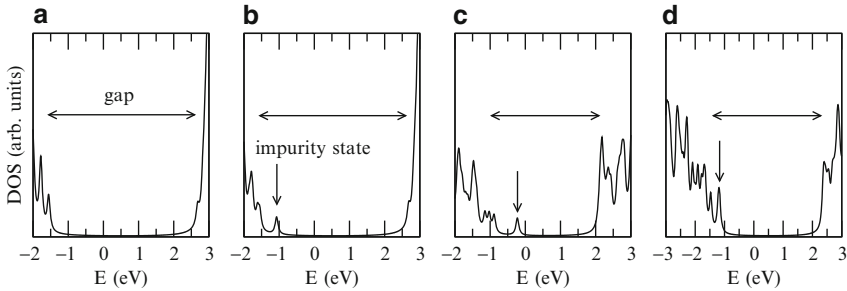 a
b
c
d
DOS (arb. units)
gap
impurity state
−2 −1 0 1 2 3
−2 −1 0 1 2 3
−2 −1 0 1 2 3
−3 −2 −1 0 1 2 3
E (eV)
E (eV)
E (eV)
E (eV)